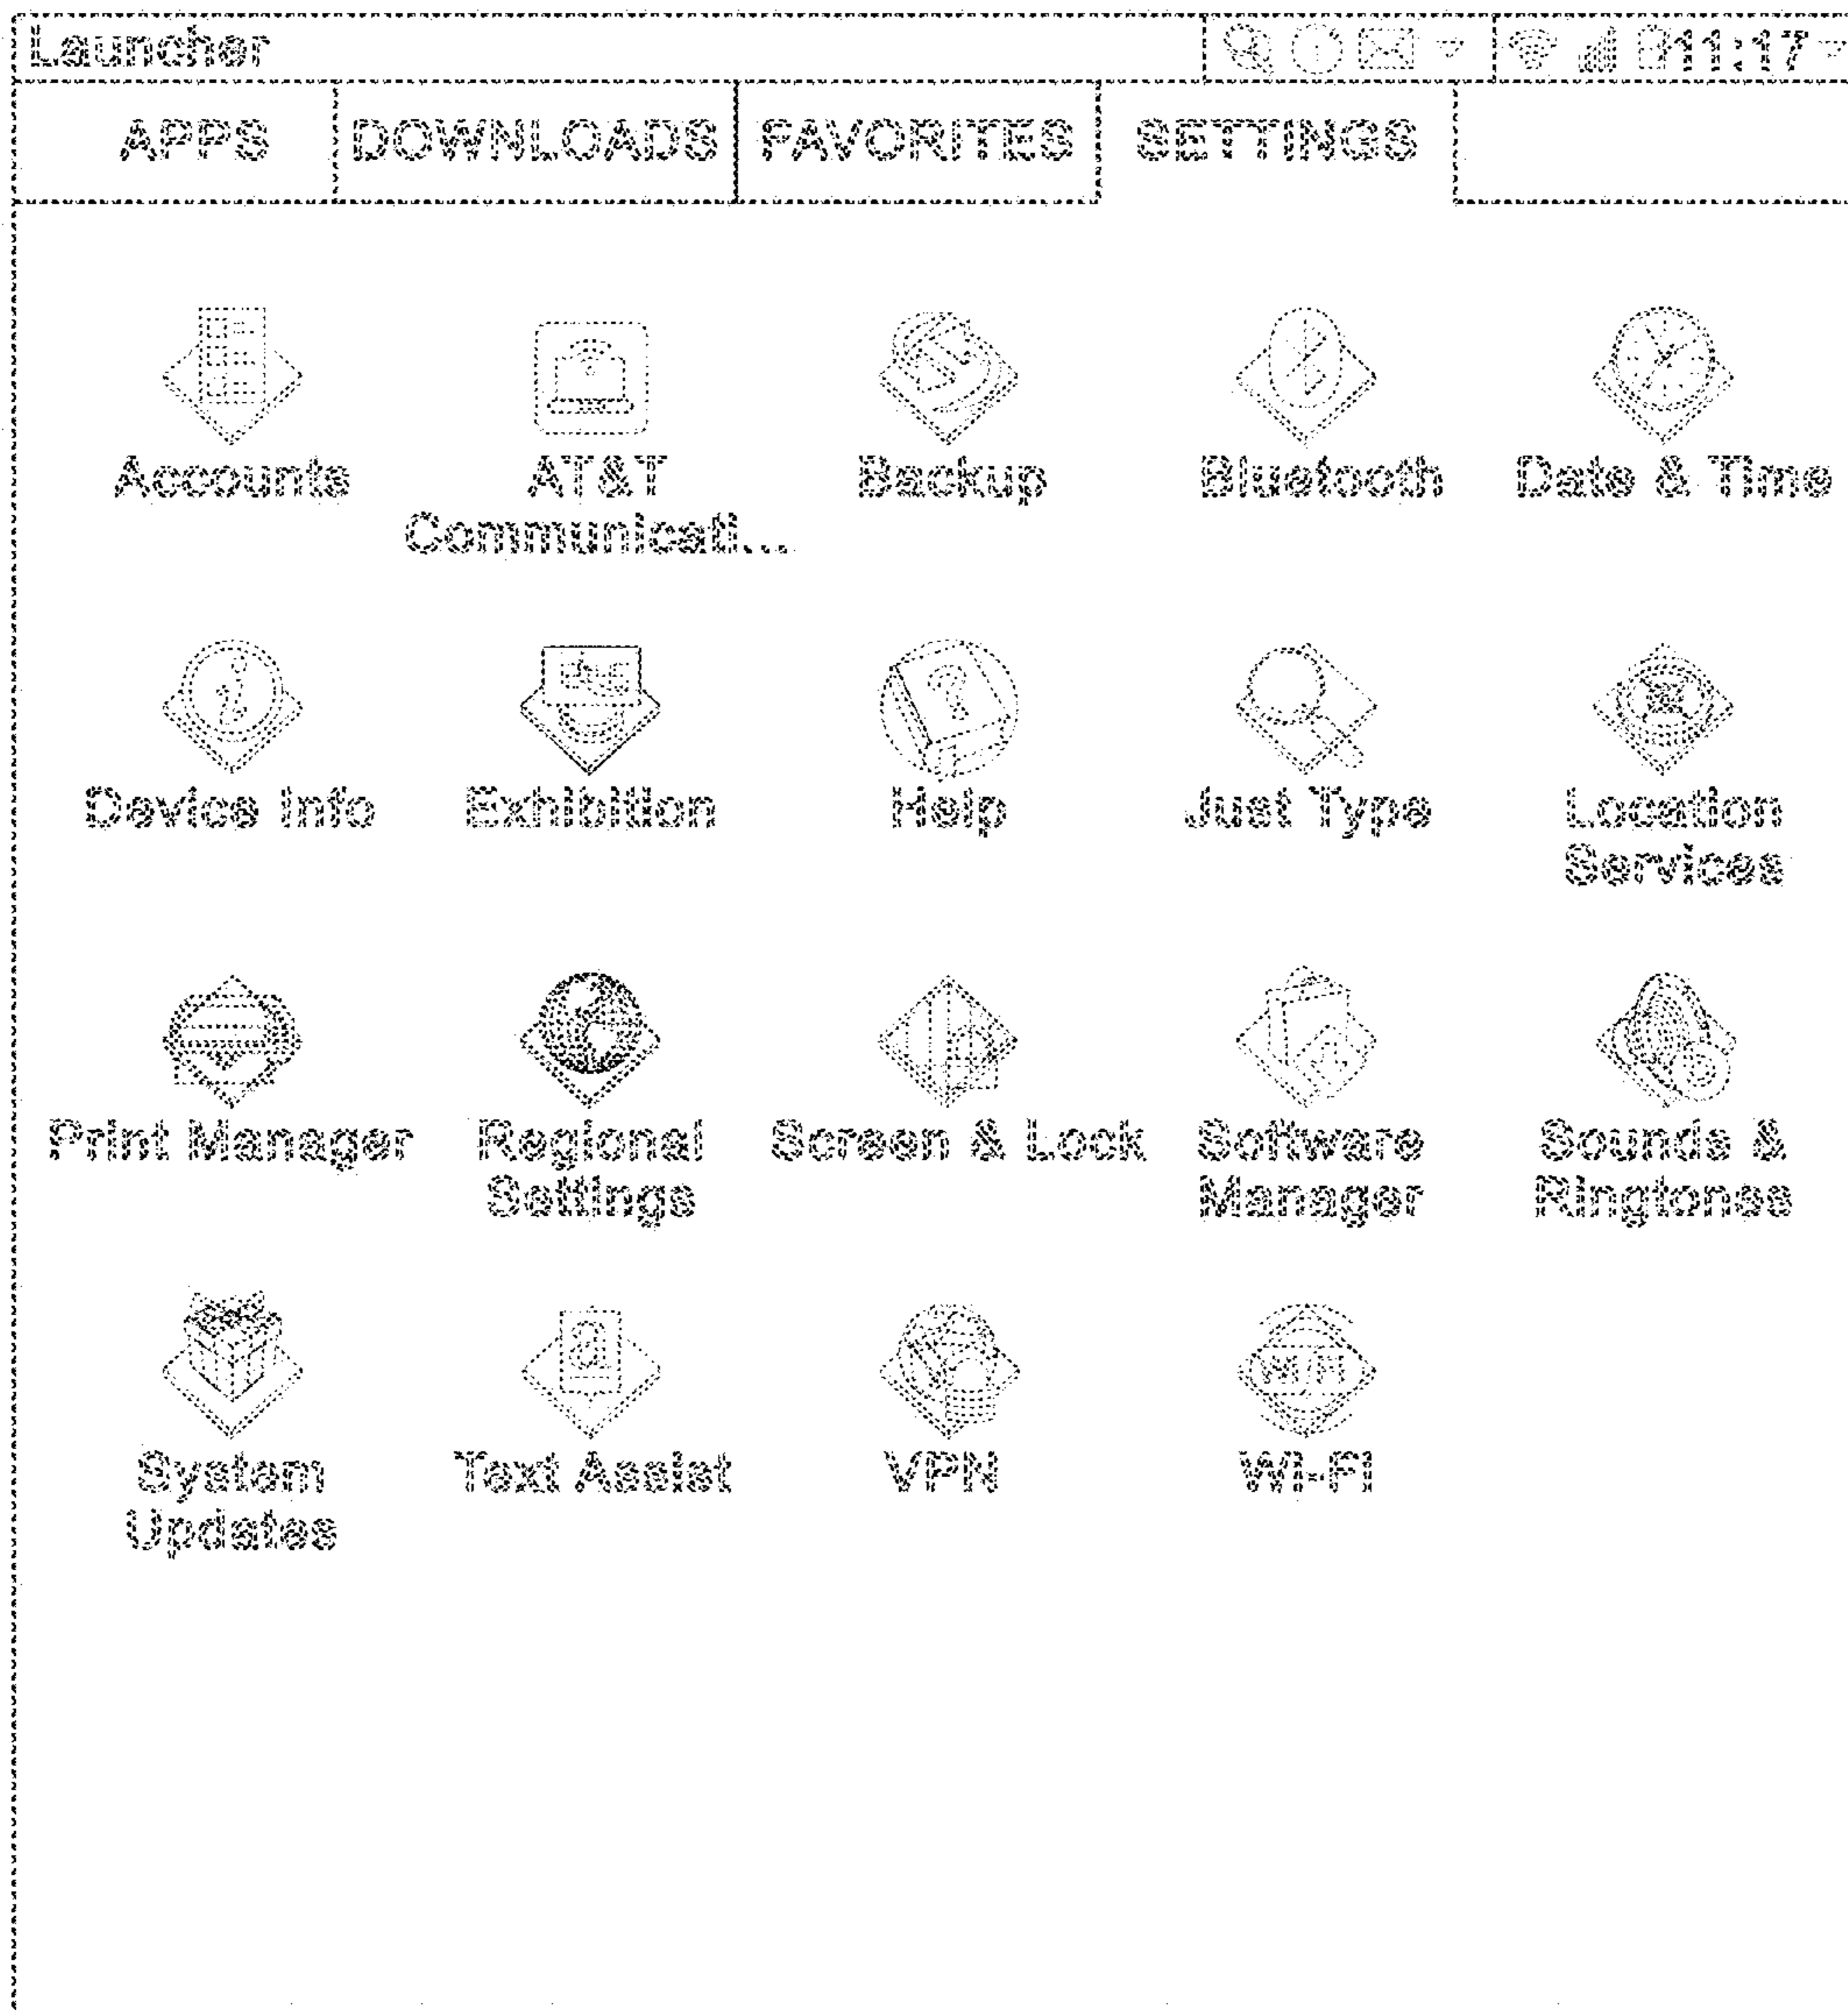 Launcher
11:17
APPS DOWNLOADS FAVORITES SETTINGS
Accounts AT&T Backup Bluetooth Date & Time
Communicati...
Device Info Exhibition Help Just Type Location
Services
Print Manager Regional Screen & Lock Software Sounds &
Settings Manager Ringtones
System Text Assist VPN Wi-Fi
Updates